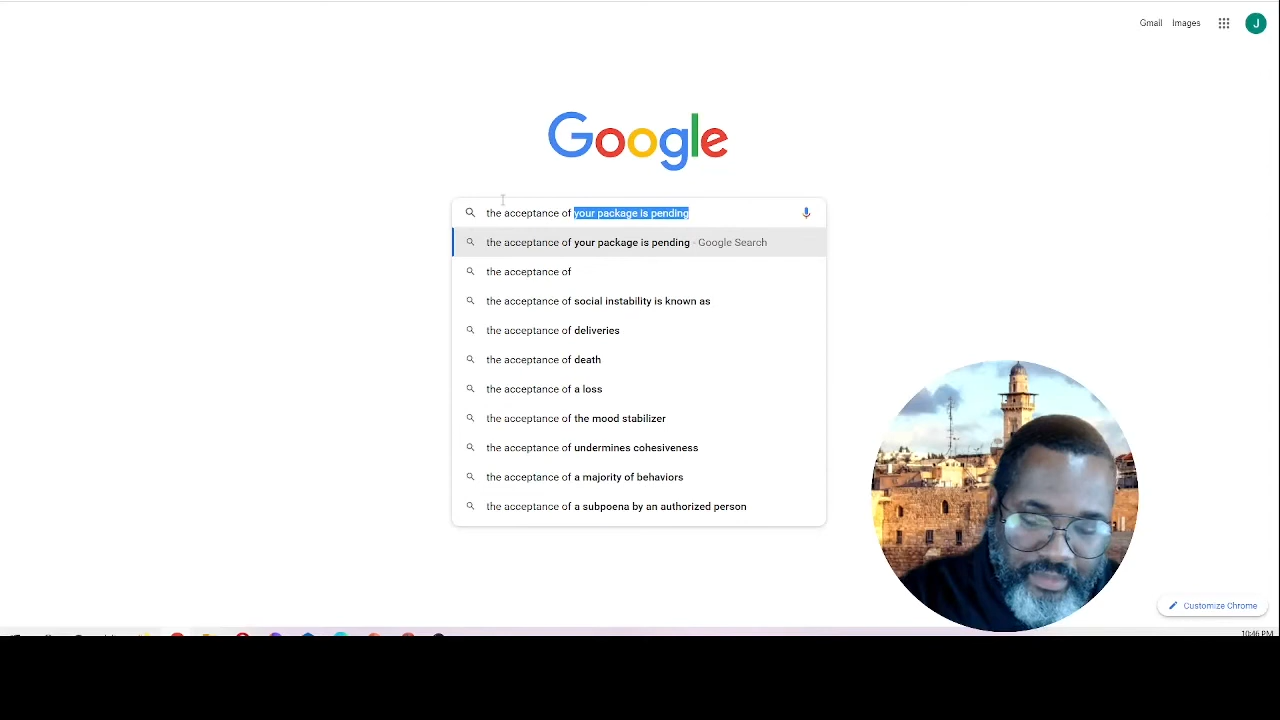 Gmail Images
J
Google
the acceptance of your package is pending
the acceptance of your package is pending - Google Search
the acceptance of
the acceptance of social instability is known as
the acceptance of deliveries
the acceptance of death
the acceptance of a loss
the acceptance of the mood stabilizer
the acceptance of undermines cohesiveness
the acceptance of a majority of behaviors
the acceptance of a subpoena by an authorized person
Customize Chrome
10:46 PM